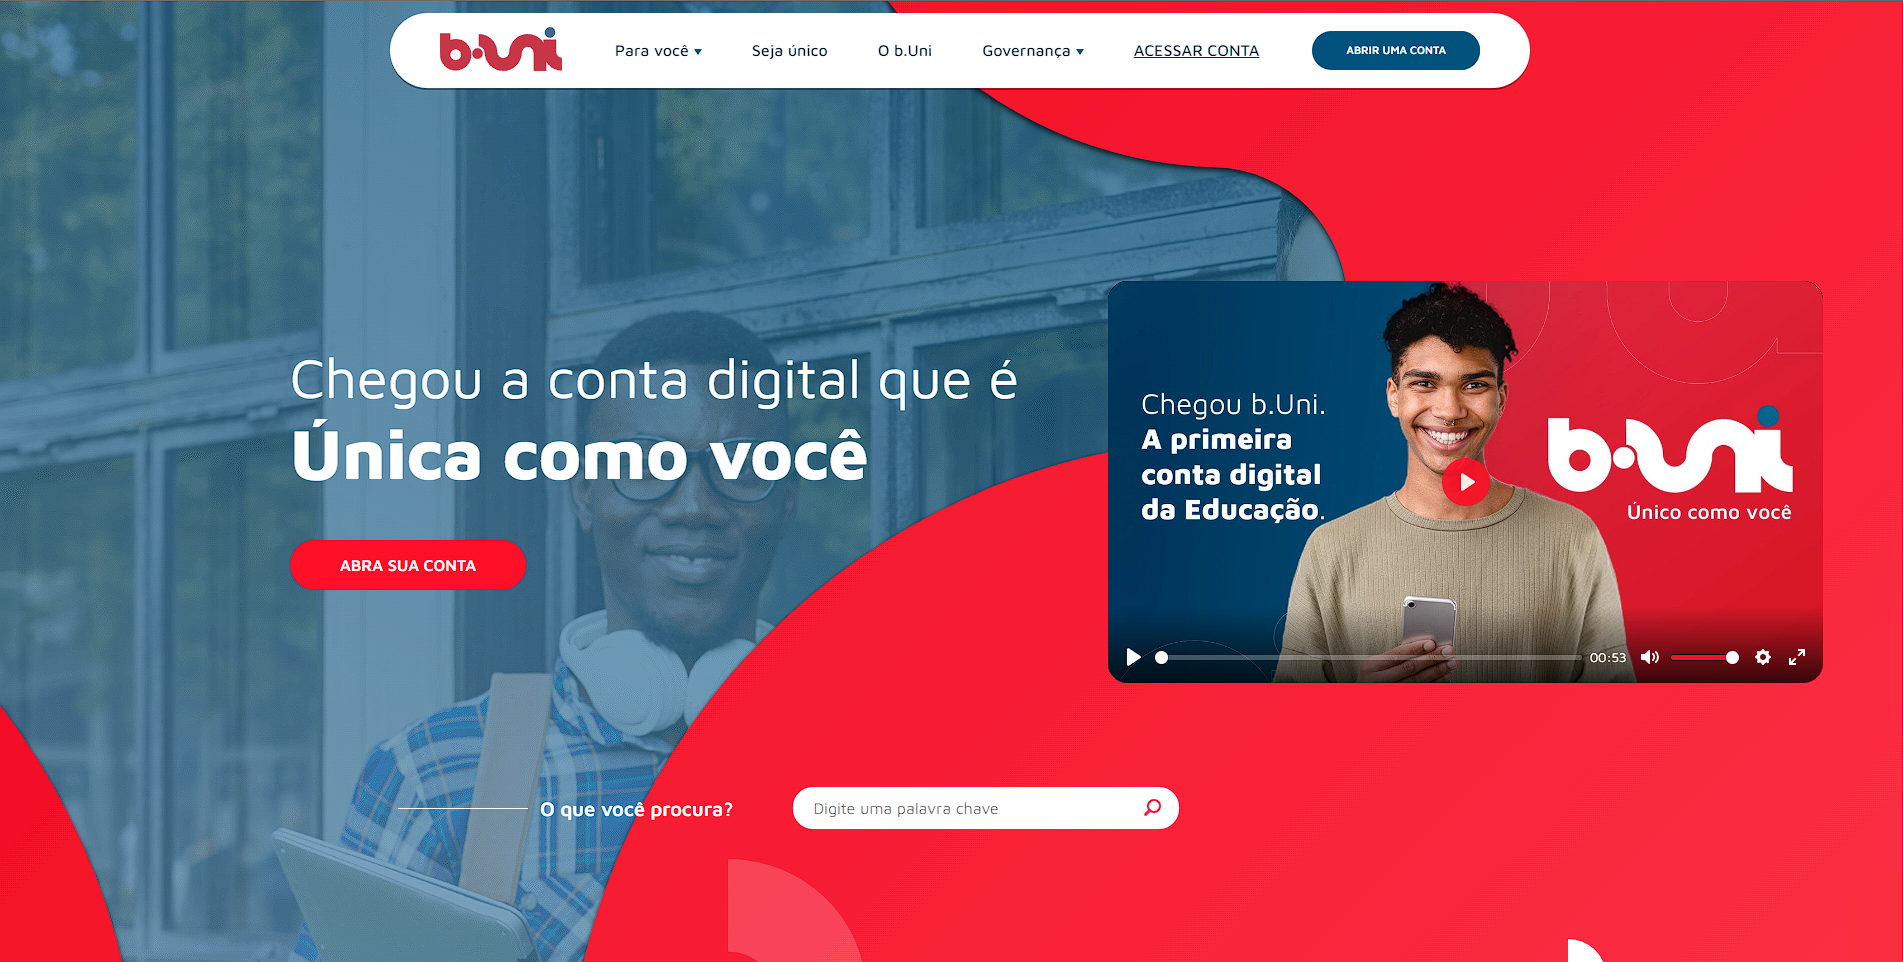 b.Uni
Para você
Seja único
O b.Uni
Governança
ACESSAR CONTA
ABRIR UMA CONTA
Chegou a conta digital que é
Única como você
ABRA SUA CONTA
Chegou b.Uni.
A primeira
conta digital
da Educação.
b.Uni
Único como você
00:53
O que você procura?
Digite uma palavra chave